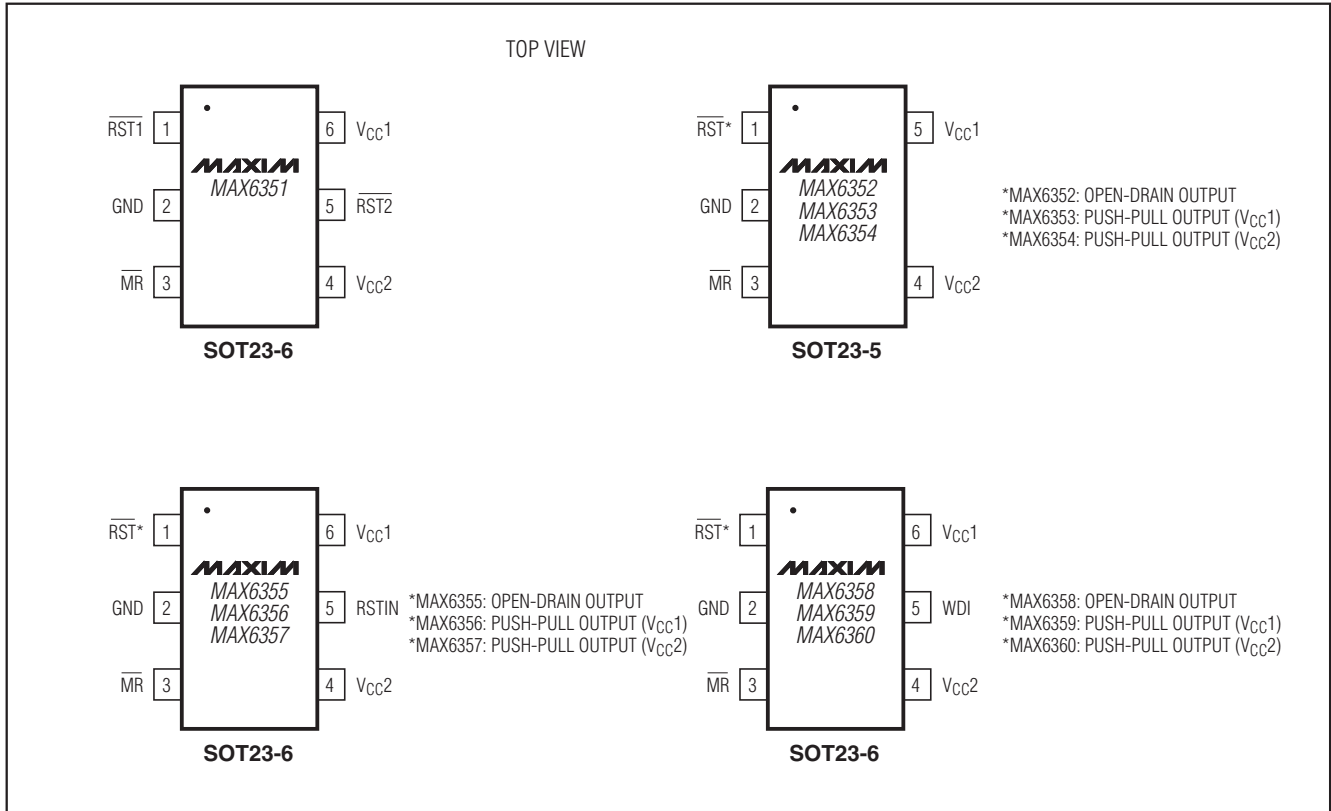 TOP VIEW
RST1 1
6 VCC1
MAXIM
MAX6351
GND 2
5 RST2
MR 3
4 VCC2
SOT23-6
RST* 1
5 VCC1
MAXIM
MAX6352
MAX6353
MAX6354
GND 2
MR 3
4 VCC2
SOT23-5
*MAX6352: OPEN-DRAIN OUTPUT
*MAX6353: PUSH-PULL OUTPUT (VCC1)
*MAX6354: PUSH-PULL OUTPUT (VCC2)
RST* 1
6 VCC1
MAXIM
MAX6355
MAX6356
MAX6357
GND 2
5 RSTIN
MR 3
4 VCC2
SOT23-6
*MAX6355: OPEN-DRAIN OUTPUT
*MAX6356: PUSH-PULL OUTPUT (VCC1)
*MAX6357: PUSH-PULL OUTPUT (VCC2)
RST* 1
6 VCC1
MAXIM
MAX6358
MAX6359
MAX6360
GND 2
5 WDI
MR 3
4 VCC2
SOT23-6
*MAX6358: OPEN-DRAIN OUTPUT
*MAX6359: PUSH-PULL OUTPUT (VCC1)
*MAX6360: PUSH-PULL OUTPUT (VCC2)